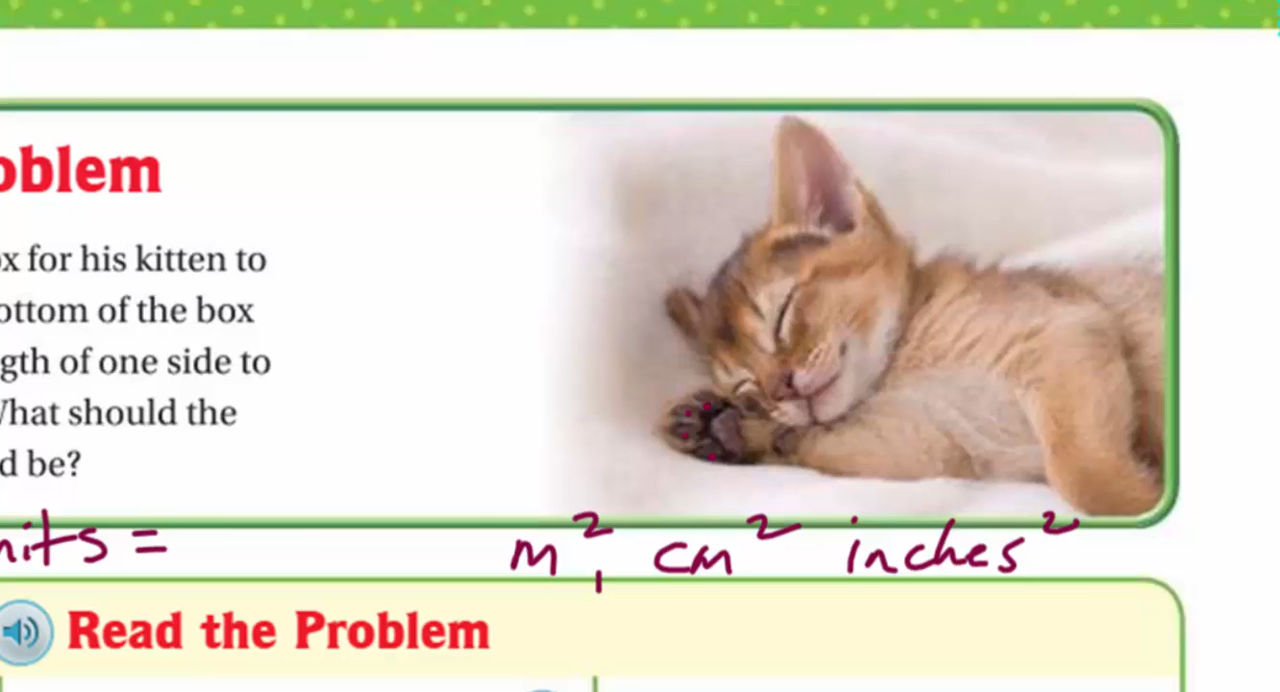 oblem
x for his kitten to
ottom of the box
gth of one side to
What should the
d be?
nits = m², cm² inches²
Read the Problem